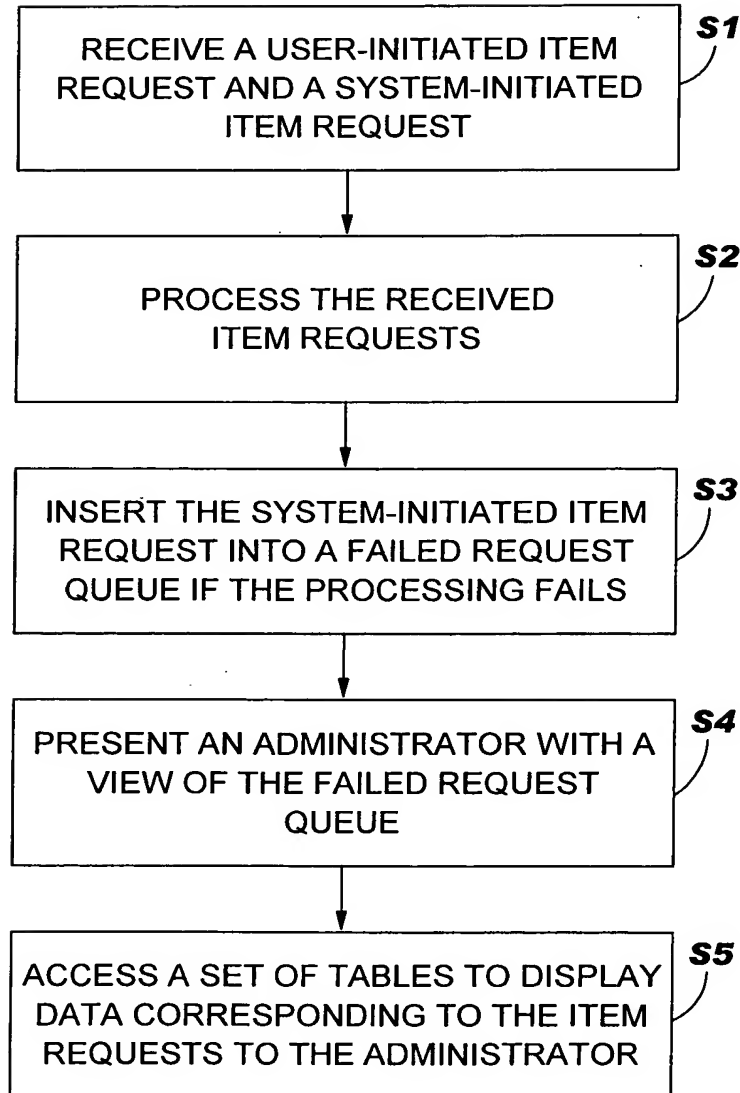 S1
RECEIVE A USER-INITIATED ITEM
REQUEST AND A SYSTEM-INITIATED
ITEM REQUEST
S2
PROCESS THE RECEIVED
ITEM REQUESTS
S3
INSERT THE SYSTEM-INITIATED ITEM
REQUEST INTO A FAILED REQUEST
QUEUE IF THE PROCESSING FAILS
S4
PRESENT AN ADMINISTRATOR WITH A
VIEW OF THE FAILED REQUEST
QUEUE
S5
ACCESS A SET OF TABLES TO DISPLAY
DATA CORRESPONDING TO THE ITEM
REQUESTS TO THE ADMINISTRATOR